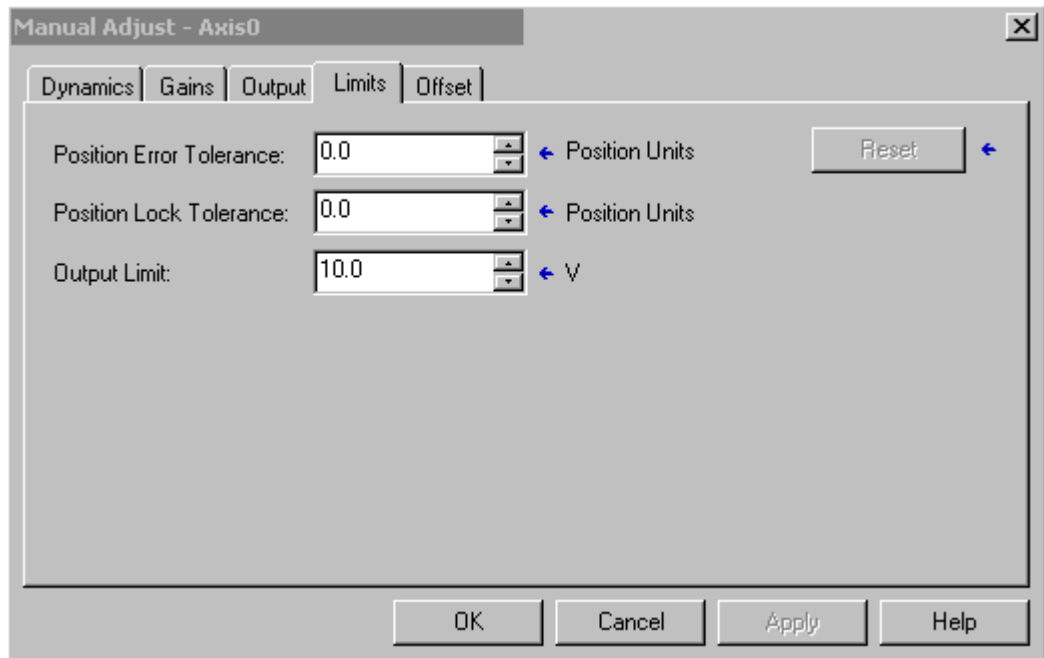 Manual Adjust - Axis0
Dynamics Gains Output Limits Offset
Position Error Tolerance: 0.0 Position Units Reset
Position Lock Tolerance: 0.0 Position Units
Output Limit: 10.0 V
OK Cancel Apply Help